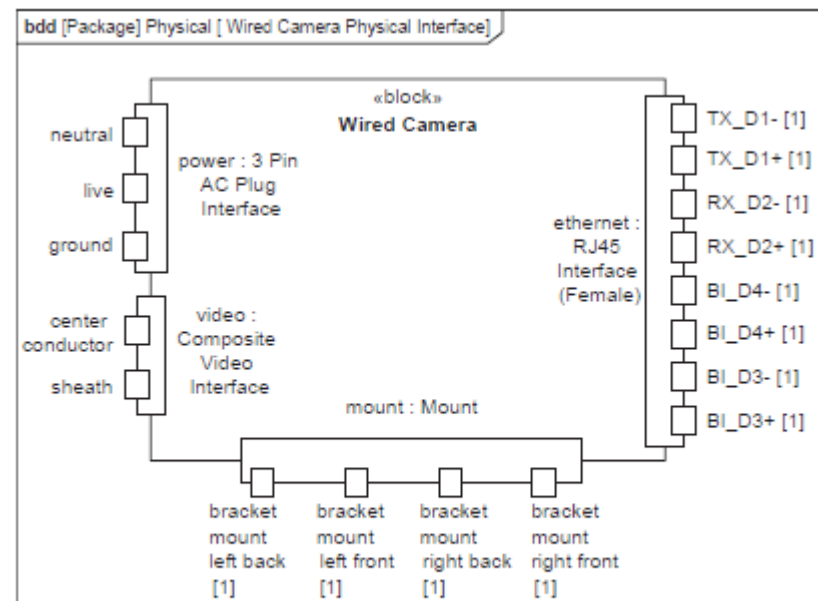 bdd [Package] Physical [ Wired Camera Physical Interface]
«block»
Wired Camera
neutral
live
ground
power : 3 Pin
AC Plug
Interface
center
conductor
sheath
video :
Composite
Video
Interface
mount : Mount
bracket
mount
left back
[1]
bracket
mount
left front
[1]
bracket
mount
right back
[1]
bracket
mount
right front
[1]
ethernet :
RJ45
Interface
(Female)
TX_D1- [1]
TX_D1+ [1]
RX_D2- [1]
RX_D2+ [1]
BI_D4- [1]
BI_D4+ [1]
BI_D3- [1]
BI_D3+ [1]